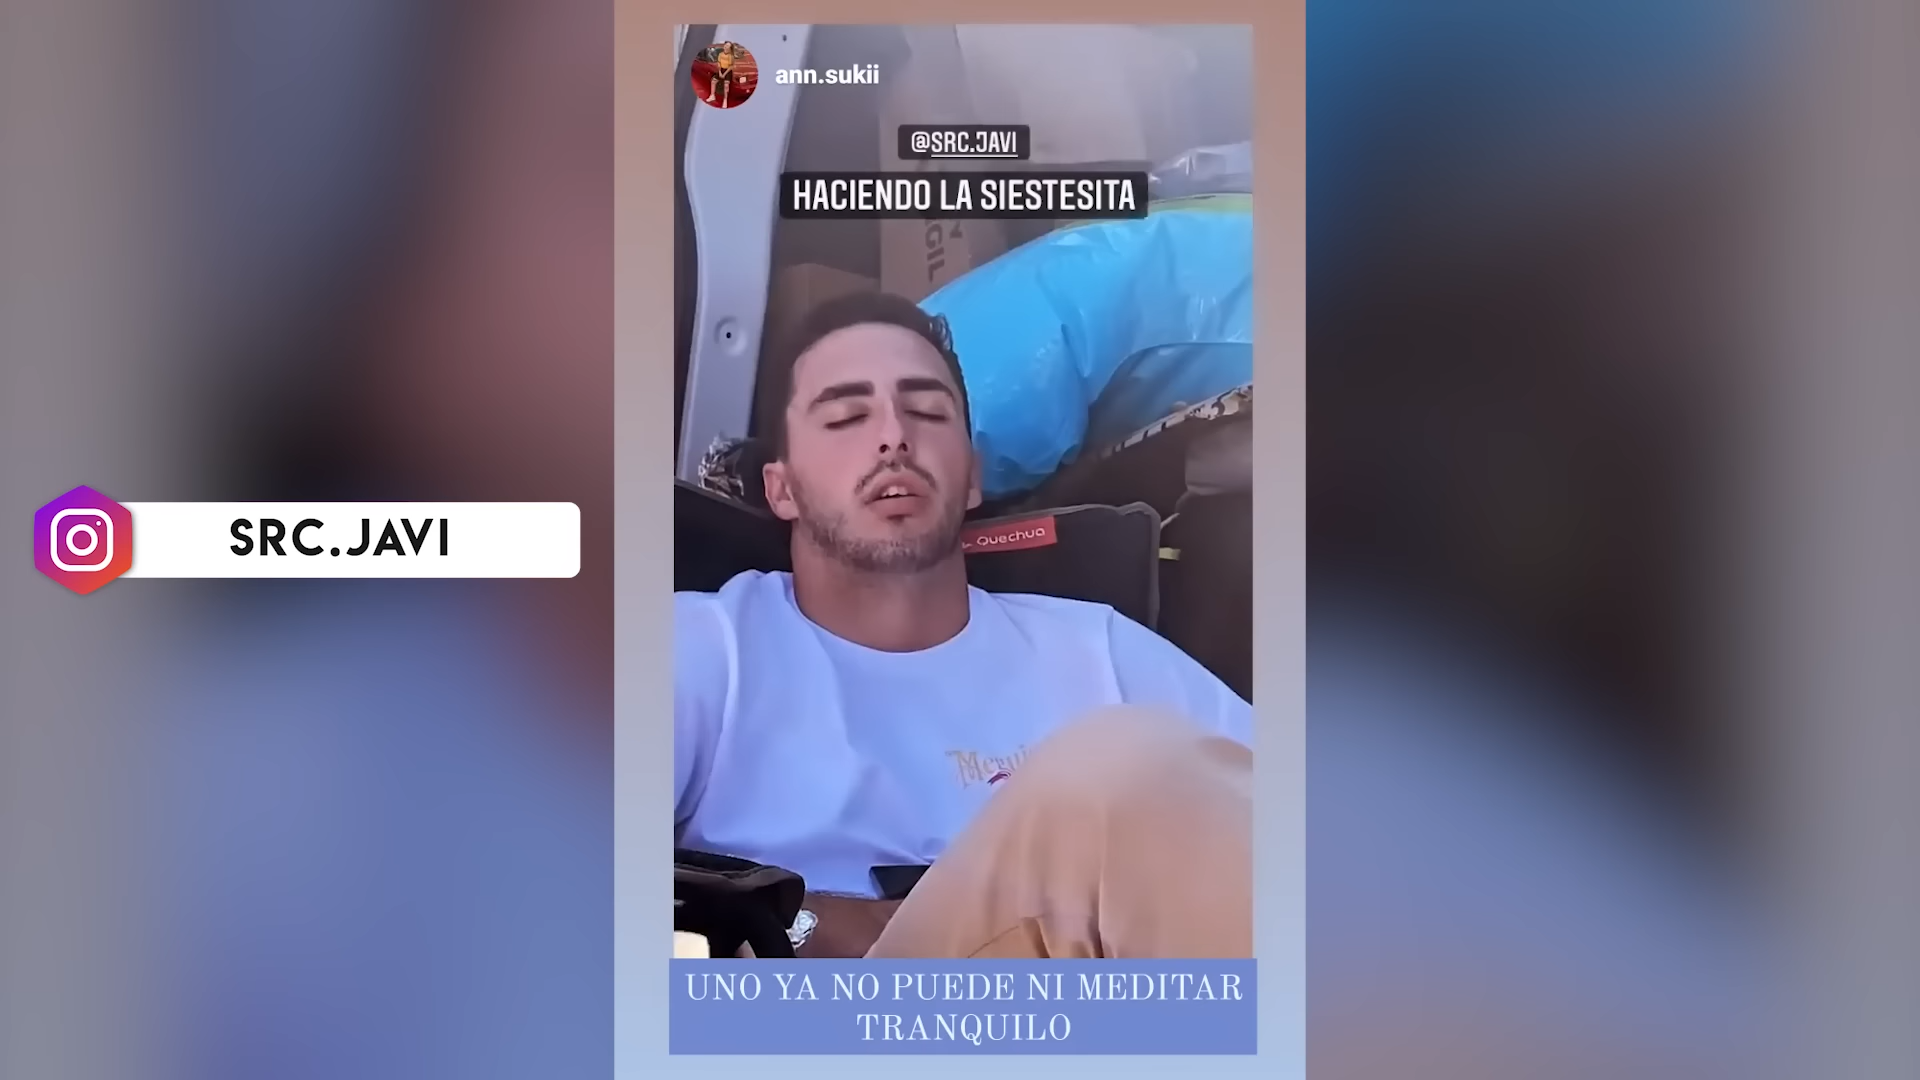 ann.sukii
@SRC.JAVI
HACIENDO LA SIESTESITA
SRC.JAVI
Quechua
UNO YA NO PUEDE NI MEDITAR
TRANQUILO